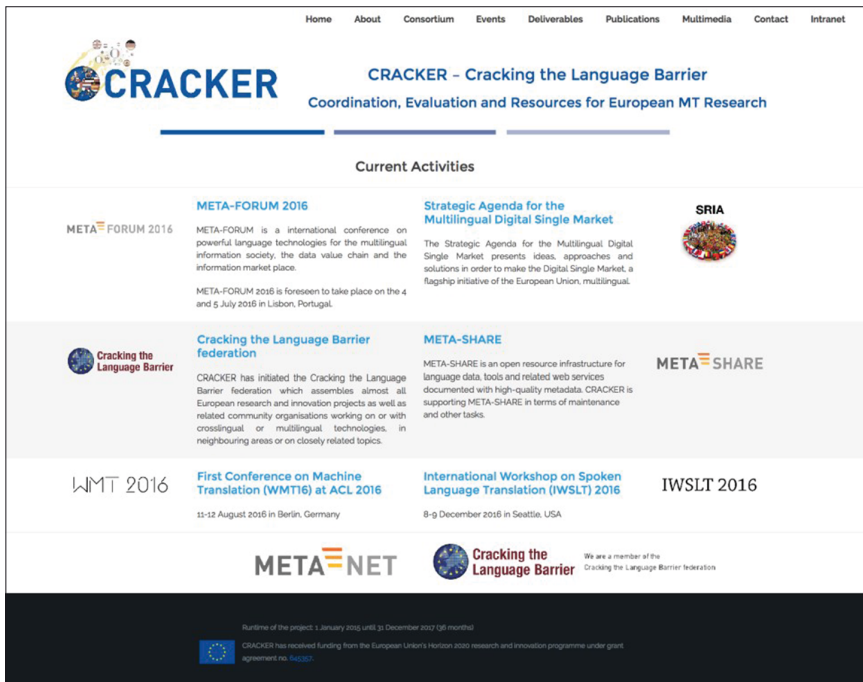 Home About Consortium Events Deliverables Publications Multimedia Contact Intranet
CRACKER
CRACKER – Cracking the Language Barrier
Coordination, Evaluation and Resources for European MT Research
Current Activities
META FORUM 2016
META-FORUM 2016
META-FORUM is a international conference on
powerful language technologies for the multilingual
information society, the data value chain and the
information market place.
META-FORUM 2016 is foreseen to take place on the 4
and 5 July 2016 in Lisbon, Portugal.
Strategic Agenda for the
Multilingual Digital Single Market
The Strategic Agenda for the Multilingual Digital
Single Market presents ideas, approaches and
solutions in order to make the Digital Single Market, a
flagship initiative of the European Union, multilingual.
SRIA
Cracking the
Language Barrier
Cracking the Language Barrier
federation
CRACKER has initiated the Cracking the Language
Barrier federation which assembles almost all
European research and innovation projects as well as
related community organisations working on or with
crosslingual or multilingual technologies, in
neighbouring areas or on closely related topics.
META-SHARE
META-SHARE is an open resource infrastructure for
language data, tools and related web services
documented with high-quality metadata. CRACKER is
supporting META-SHARE in terms of maintenance
and other tasks.
META SHARE
WMT 2016
First Conference on Machine
Translation (WMT16) at ACL 2016
11-12 August 2016 in Berlin, Germany
International Workshop on Spoken
Language Translation (IWSLT) 2016
8-9 December 2016 in Seattle, USA
IWSLT 2016
META NET
Cracking the
Language Barrier
We are a member of the
Cracking the Language Barrier federation
Runtime of the project: 1 January 2015 until 31 December 2017 (36 months)
CRACKER has received funding from the European Union's Horizon 2020 research and innovation programme under grant
agreement no. 645357.